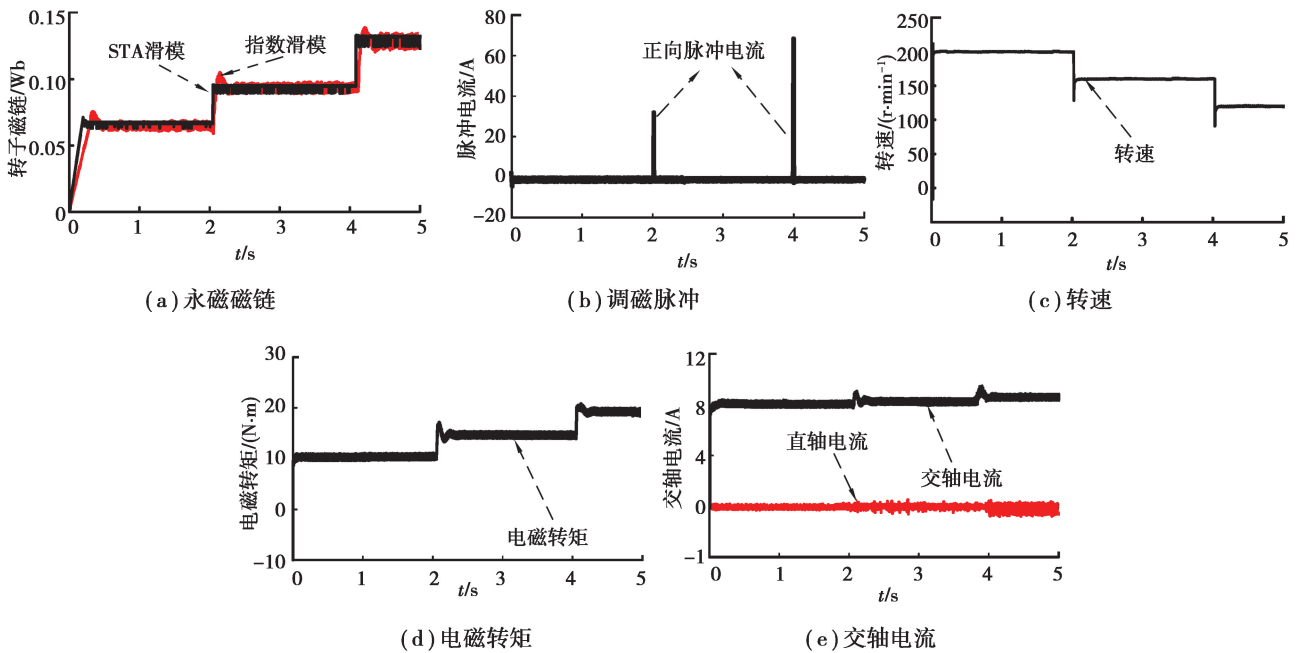 0.15
0.10
0.05
0
转子磁链/Wb
STA滑模
指数滑模
0 1 2 3 4 5
t/s
(a)永磁磁链
80
60
40
20
0
−20
脉冲电流/A
正向脉冲电流
0 1 2 3 4 5
t/s
(b)调磁脉冲
250
200
150
100
50
0
转速/(r·min⁻¹)
转速
0 1 2 3 4 5
t/s
(c)转速
30
20
10
0
−10
电磁转矩/(N·m)
电磁转矩
0 1 2 3 4 5
t/s
(d)电磁转矩
12
8
4
0
−1
交轴电流/A
直轴电流
交轴电流
0 1 2 3 4 5
t/s
(e)交轴电流